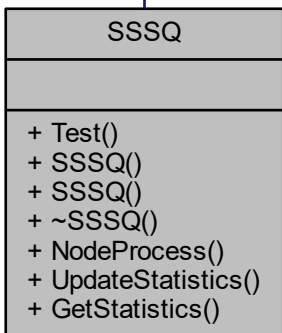 SSSQ
+ Test()
+ SSSQ()
+ SSSQ()
+ ~SSSQ()
+ NodeProcess()
+ UpdateStatistics()
+ GetStatistics()